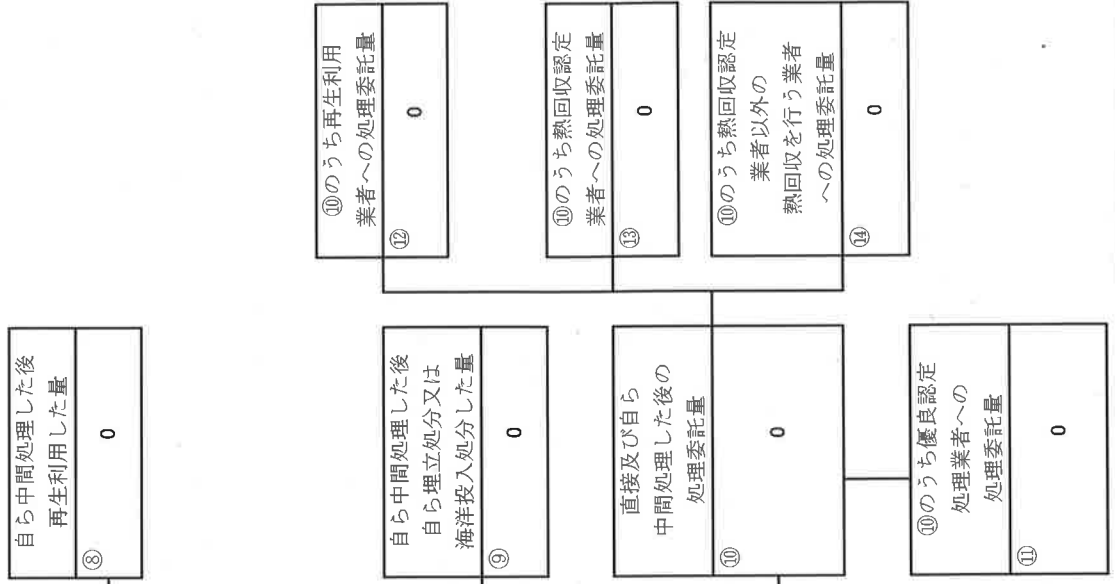 自ら中間処理した後
再生利用した量
⑧
0
自ら中間処理した後
自ら埋立処分又は
海洋投入処分した量
⑨
0
直接及び自ら
中間処理した後の
処理委託量
⑩
0
⑩のうち優良認定
処理業者への
処理委託量
⑪
0
⑩のうち再生利用
業者への処理委託量
⑫
0
⑩のうち熱回収認定
業者への処理委託量
⑬
0
⑩のうち熱回収認定
業者以外の
熱回収を行う業者
への処理委託量
⑭
0